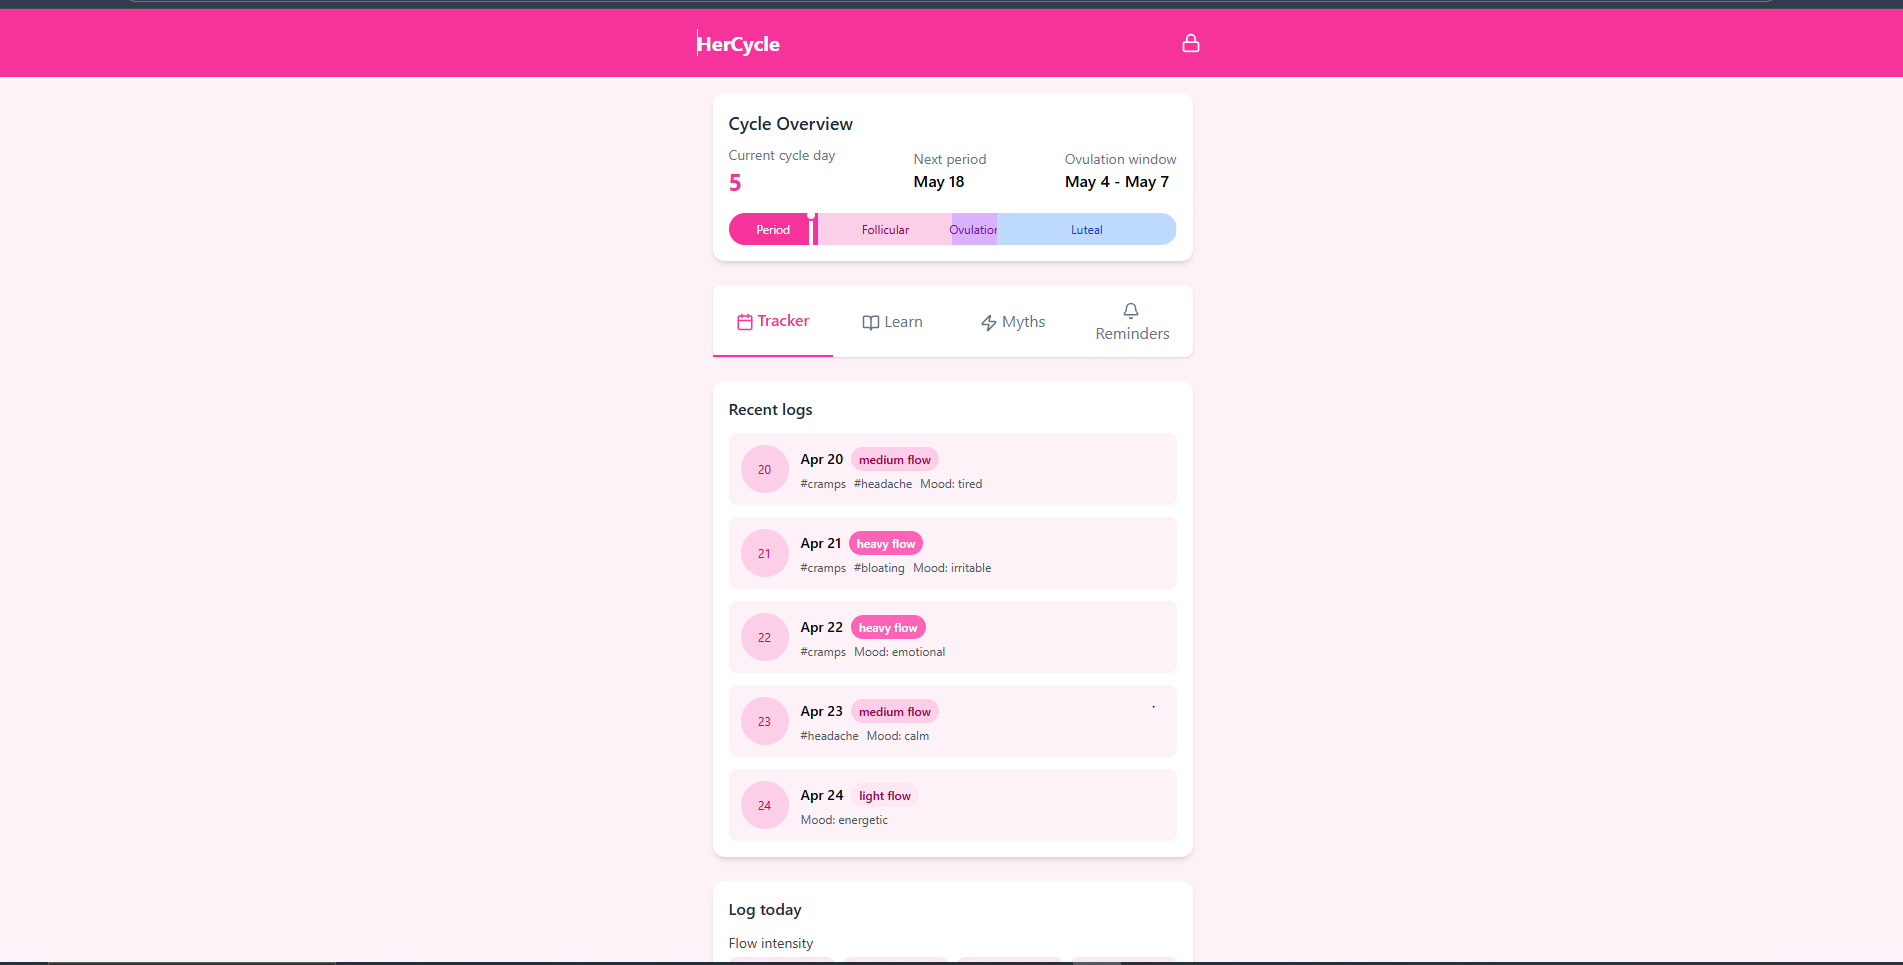 HerCycle
Cycle Overview
Current cycle day
5
Next period
May 18
Ovulation window
May 4 - May 7
Period Follicular Ovulation Luteal
Tracker Learn Myths Reminders
Recent logs
20
Apr 20 medium flow
#cramps #headache Mood: tired
21
Apr 21 heavy flow
#cramps #bloating Mood: irritable
22
Apr 22 heavy flow
#cramps Mood: emotional
23
Apr 23 medium flow
#headache Mood: calm
24
Apr 24 light flow
Mood: energetic
Log today
Flow intensity